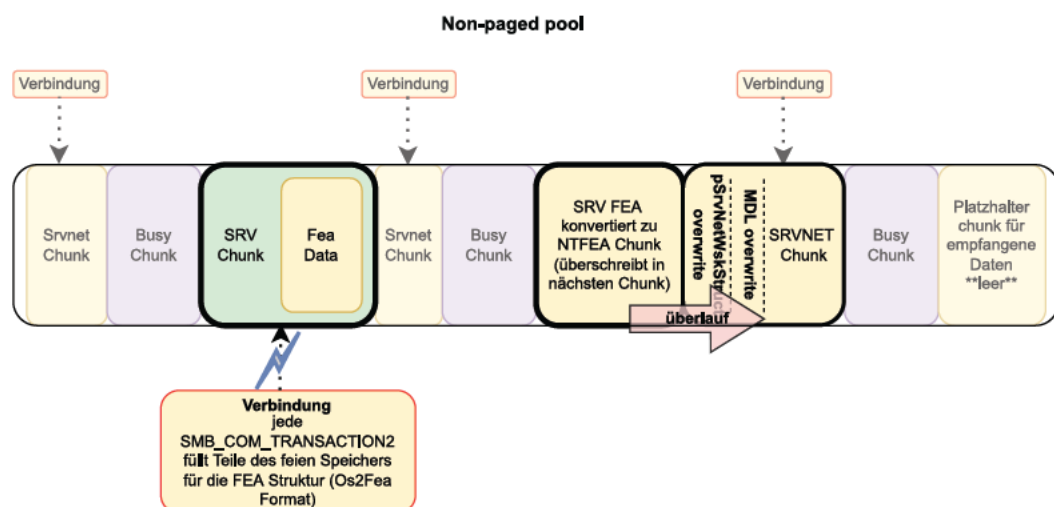 Non-paged pool
Verbindung
Verbindung
Verbindung
Srvnet
Chunk
Busy
Chunk
SRV
Chunk
Fea
Data
Srvnet
Chunk
Busy
Chunk
SRV FEA
konvertiert zu
NTFEA Chunk
(überschreibt in
nächsten Chunk)
pSrvNetWskStruct
overwrite
MDL overwrite
SRVNET
Chunk
Busy
Chunk
Platzhalter
chunk für
empfangene
Daten
**leer**
überlauf
Verbindung
jede
SMB_COM_TRANSACTION2
füllt Teile des feien Speichers
für die FEA Struktur (Os2Fea
Format)